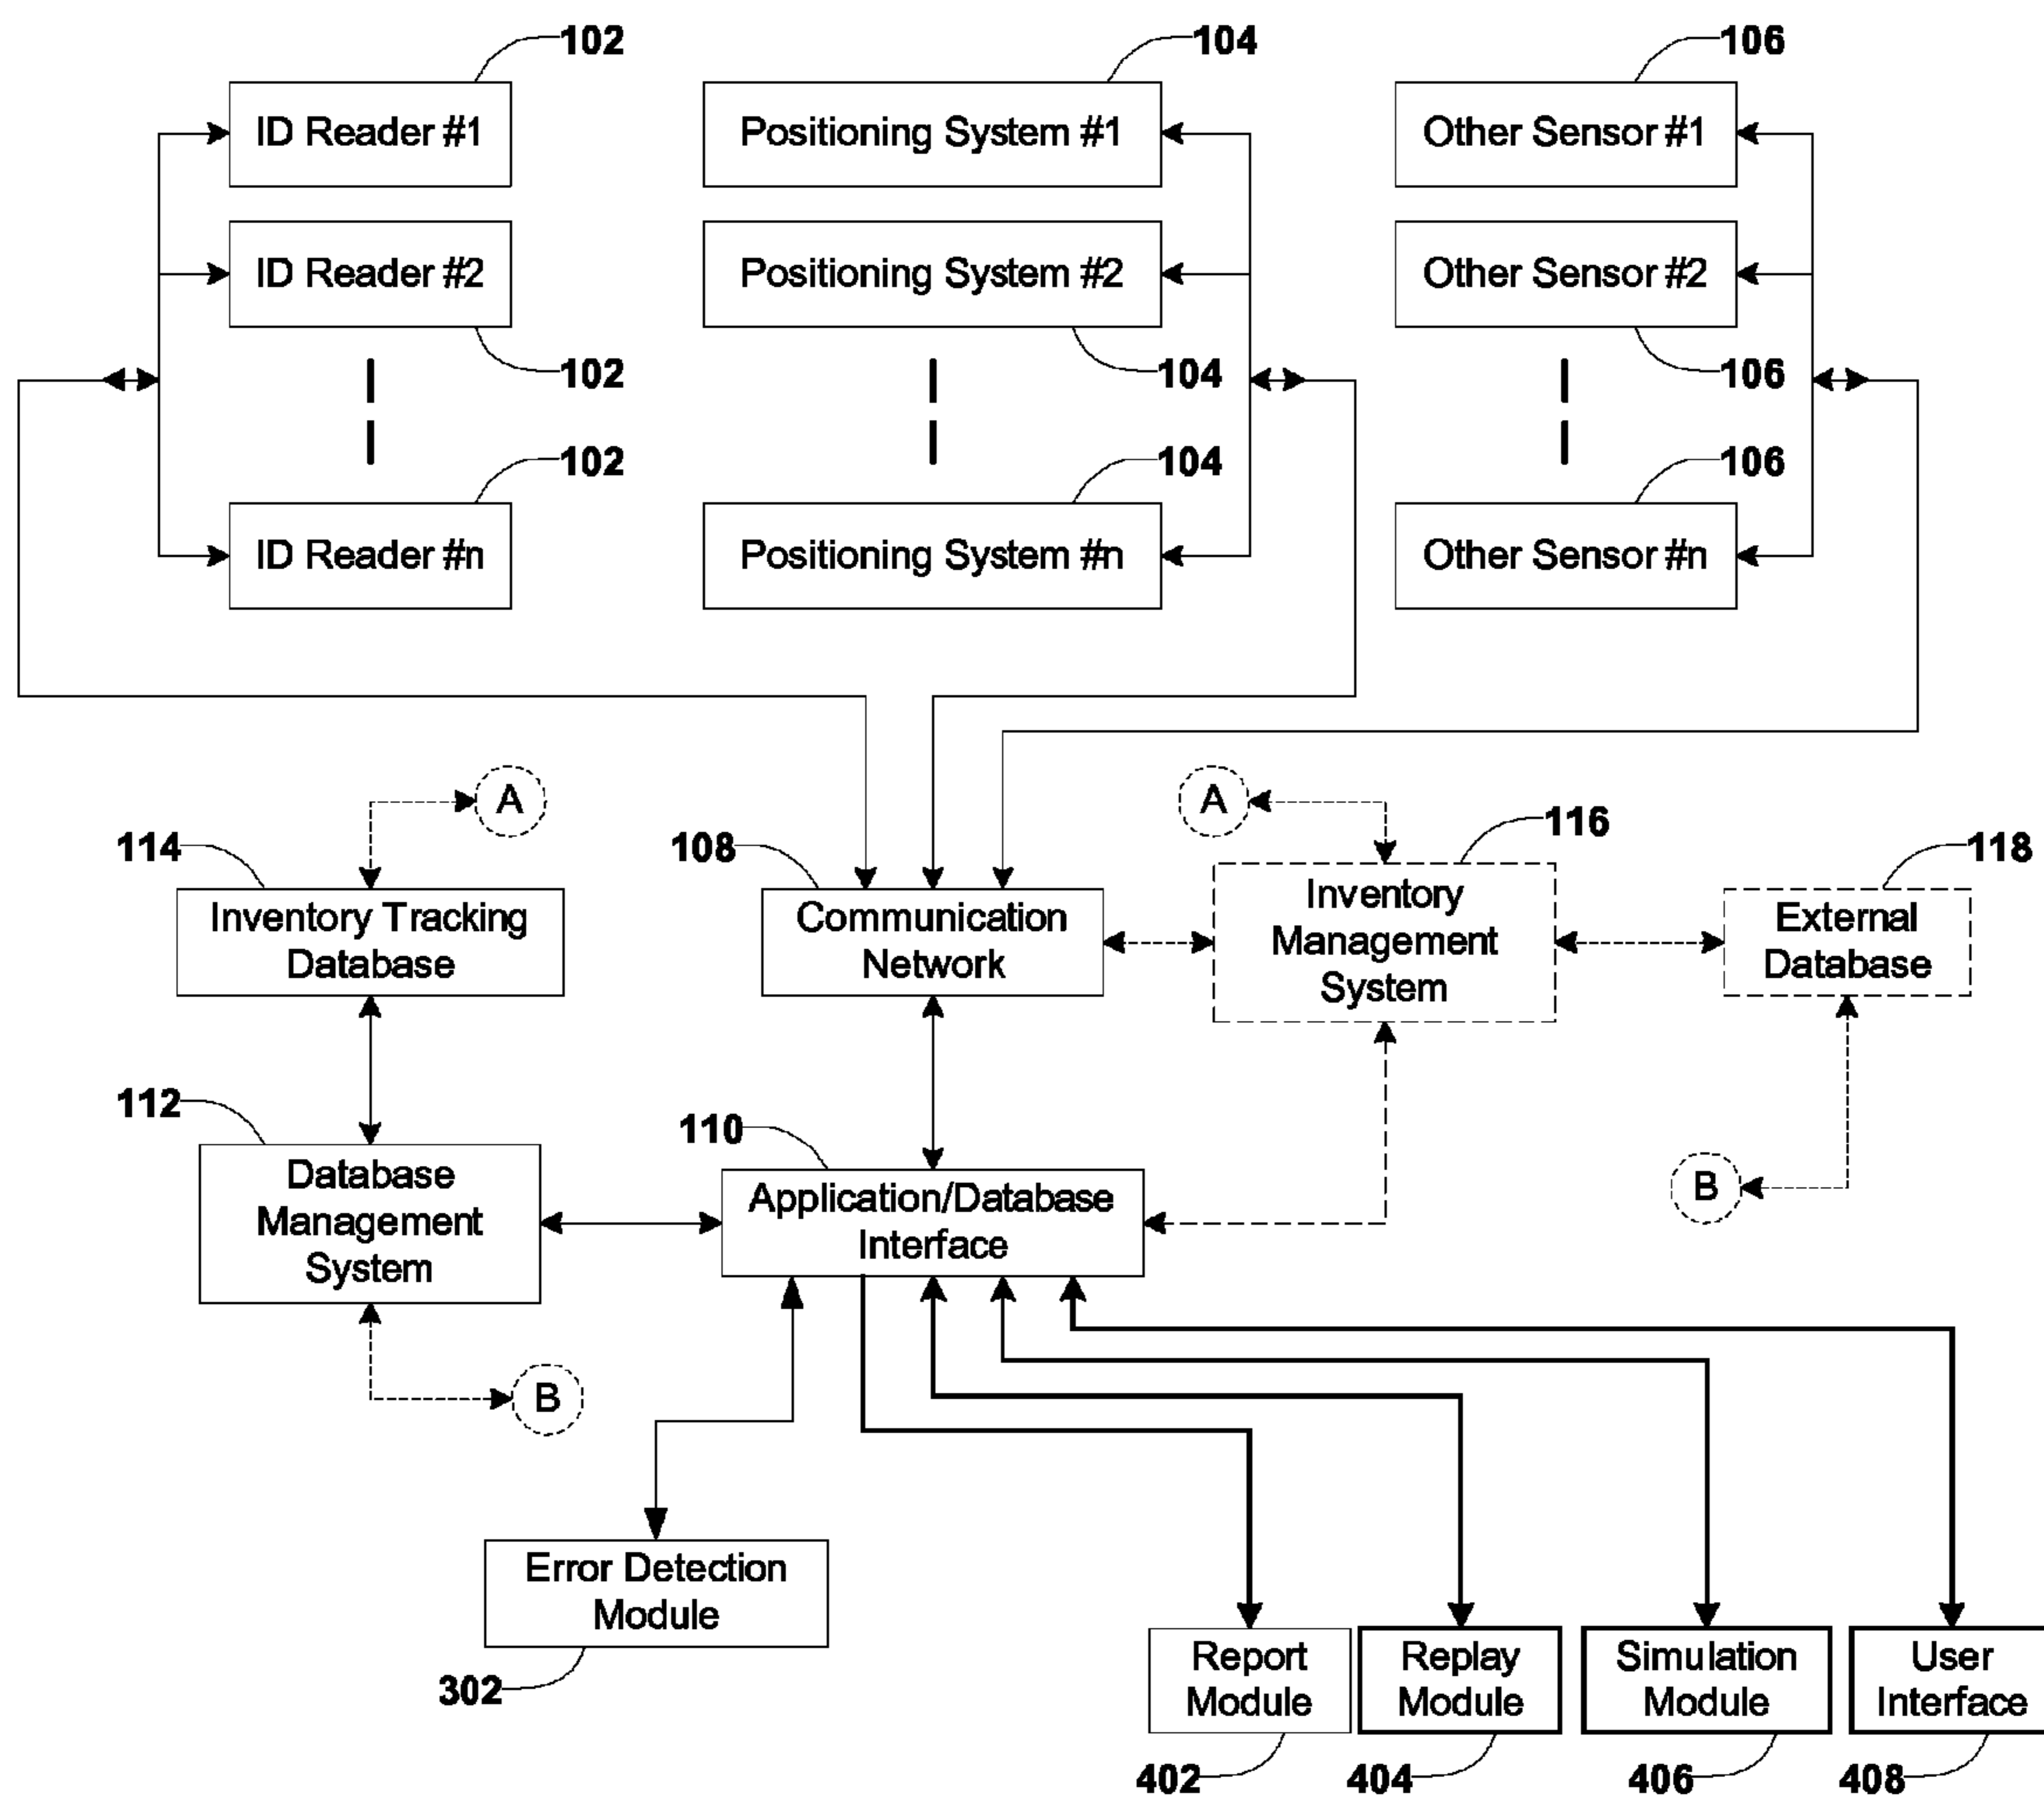 102
104
106
ID Reader #1
Positioning System #1
Other Sensor #1
ID Reader #2
Positioning System #2
Other Sensor #2
102
104
106
102
104
106
ID Reader #n
Positioning System #n
Other Sensor #n
A
A
114
108
116
118
Inventory Tracking
Database
Communication
Network
Inventory
Management
System
External
Database
112
110
B
Database
Management
System
Application/Database
Interface
B
Error Detection
Module
302
Report
Module
Replay
Module
Simulation
Module
User
Interface
402
404
406
408